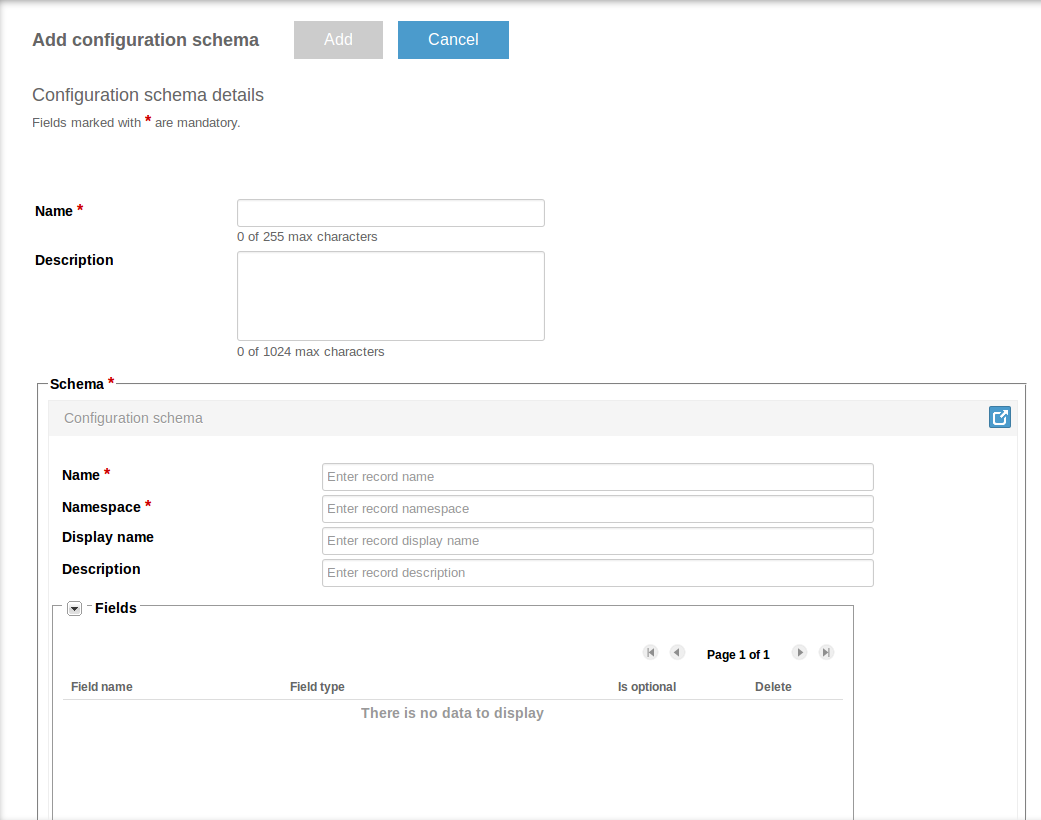 Add configuration schema Add Cancel
Configuration schema details
Fields marked with * are mandatory.
Name *
0 of 255 max characters
Description
0 of 1024 max characters
Schema *
Configuration schema
Name * Enter record name
Namespace * Enter record namespace
Display name Enter record display name
Description Enter record description
Fields
Page 1 of 1
Field name Field type Is optional Delete
There is no data to display